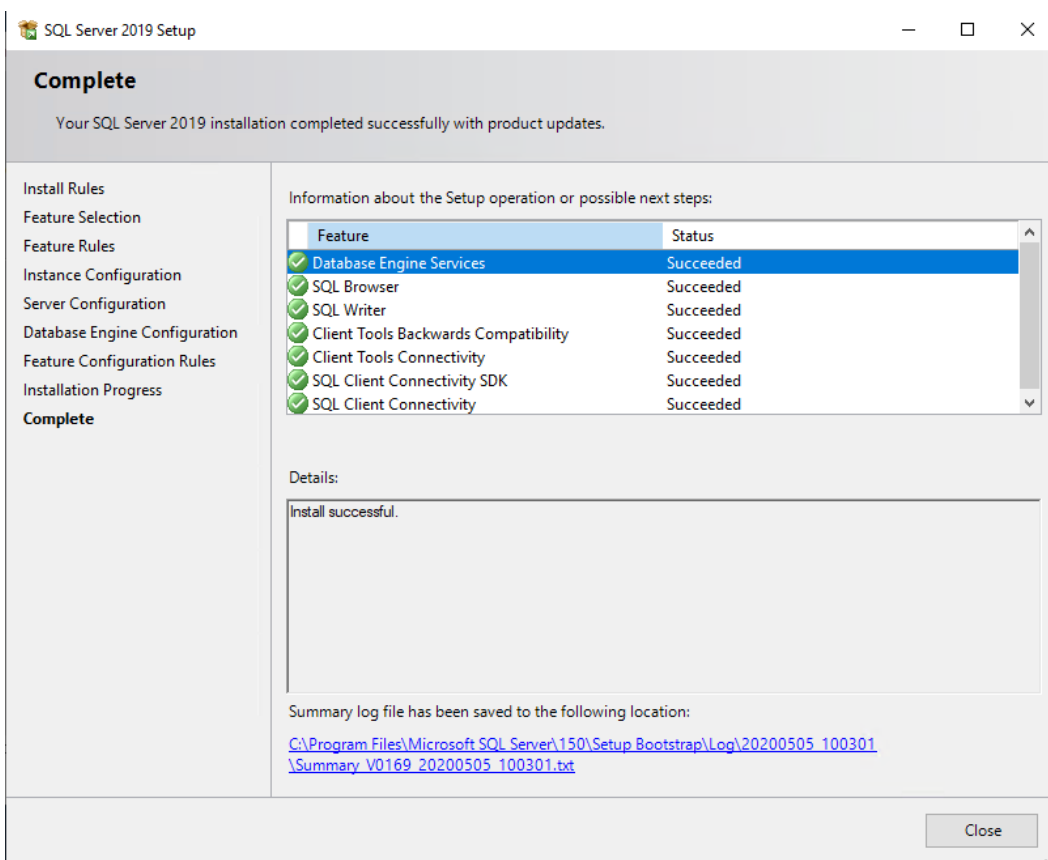 SQL Server 2019 Setup
Complete
Your SQL Server 2019 installation completed successfully with product updates.
Install Rules
Feature Selection
Feature Rules
Instance Configuration
Server Configuration
Database Engine Configuration
Feature Configuration Rules
Installation Progress
Complete
Information about the Setup operation or possible next steps:
Feature Status
Database Engine Services Succeeded
SQL Browser Succeeded
SQL Writer Succeeded
Client Tools Backwards Compatibility Succeeded
Client Tools Connectivity Succeeded
SQL Client Connectivity SDK Succeeded
SQL Client Connectivity Succeeded
Details:
Install successful.
Summary log file has been saved to the following location:
C:\Program Files\Microsoft SQL Server\150\Setup Bootstrap\Log\20200505_100301
\Summary_V0169_20200505_100301.txt
Close